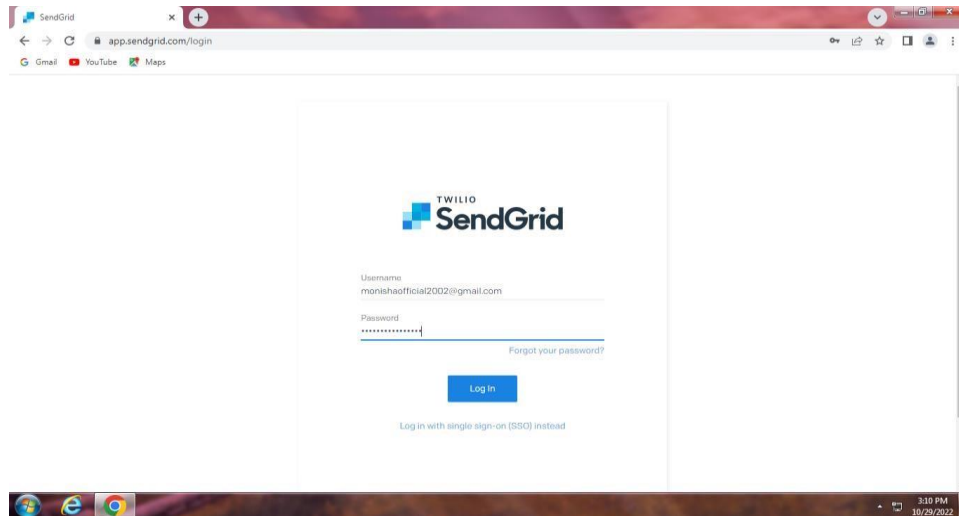 SendGrid
app.sendgrid.com/login
Gmail YouTube Maps
TWILIO
SendGrid
Username
monishaofficial2002@gmail.com
Password
••••••••••••••••
Forgot your password?
Log In
Log in with single sign-on (SSO) instead
3:10 PM
10/29/2022